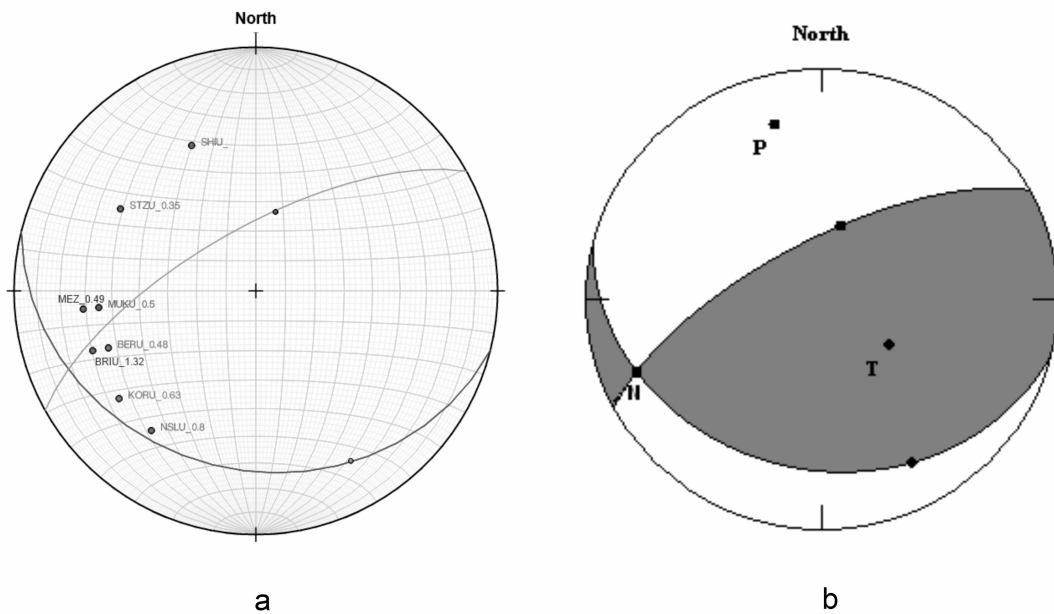 North
SHIU_
STZU_0.35
MEZ_0.49
MUKU_0.5
BERU_0.48
BRIU_1.32
KORU_0.63
NSLU_0.8
a
North
P
T
N
b